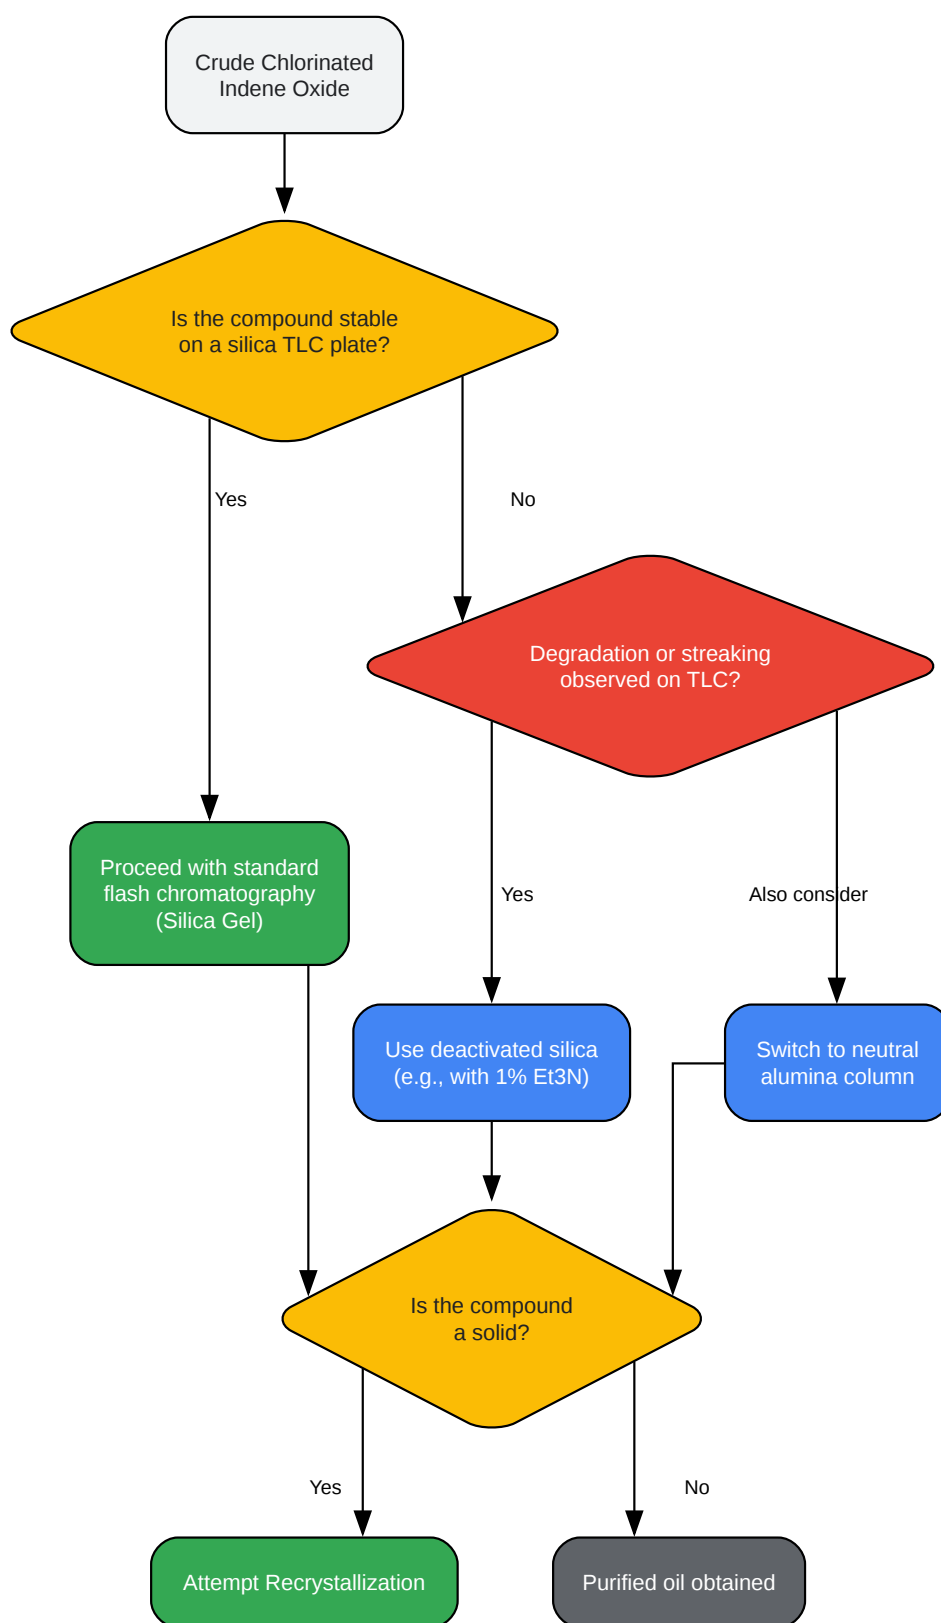 Crude Chlorinated
Indene Oxide
Is the compound stable
on a silica TLC plate?
Yes
No
Degradation or streaking
observed on TLC?
Proceed with standard
flash chromatography
(Silica Gel)
Yes
Also consider
Use deactivated silica
(e.g., with 1% Et3N)
Switch to neutral
alumina column
Is the compound
a solid?
Yes
No
Attempt Recrystallization
Purified oil obtained